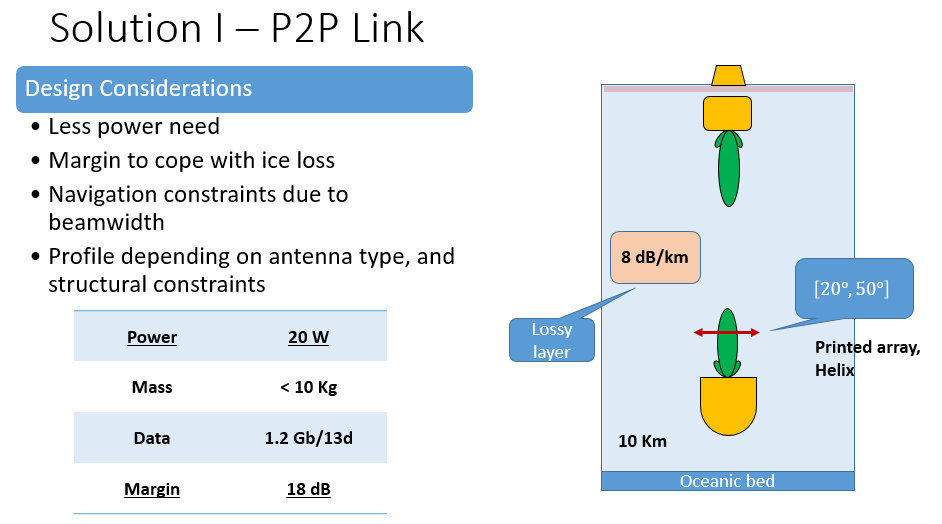 Solution I – P2P Link
Design Considerations
• Less power need
• Margin to cope with ice loss
• Navigation constraints due to
beamwidth
• Profile depending on antenna type, and
structural constraints
Power 20 W
Mass < 10 Kg
Data 1.2 Gb/13d
Margin 18 dB
8 dB/km
[20°, 50°]
Lossy
layer
Printed array,
Helix
10 Km
Oceanic bed